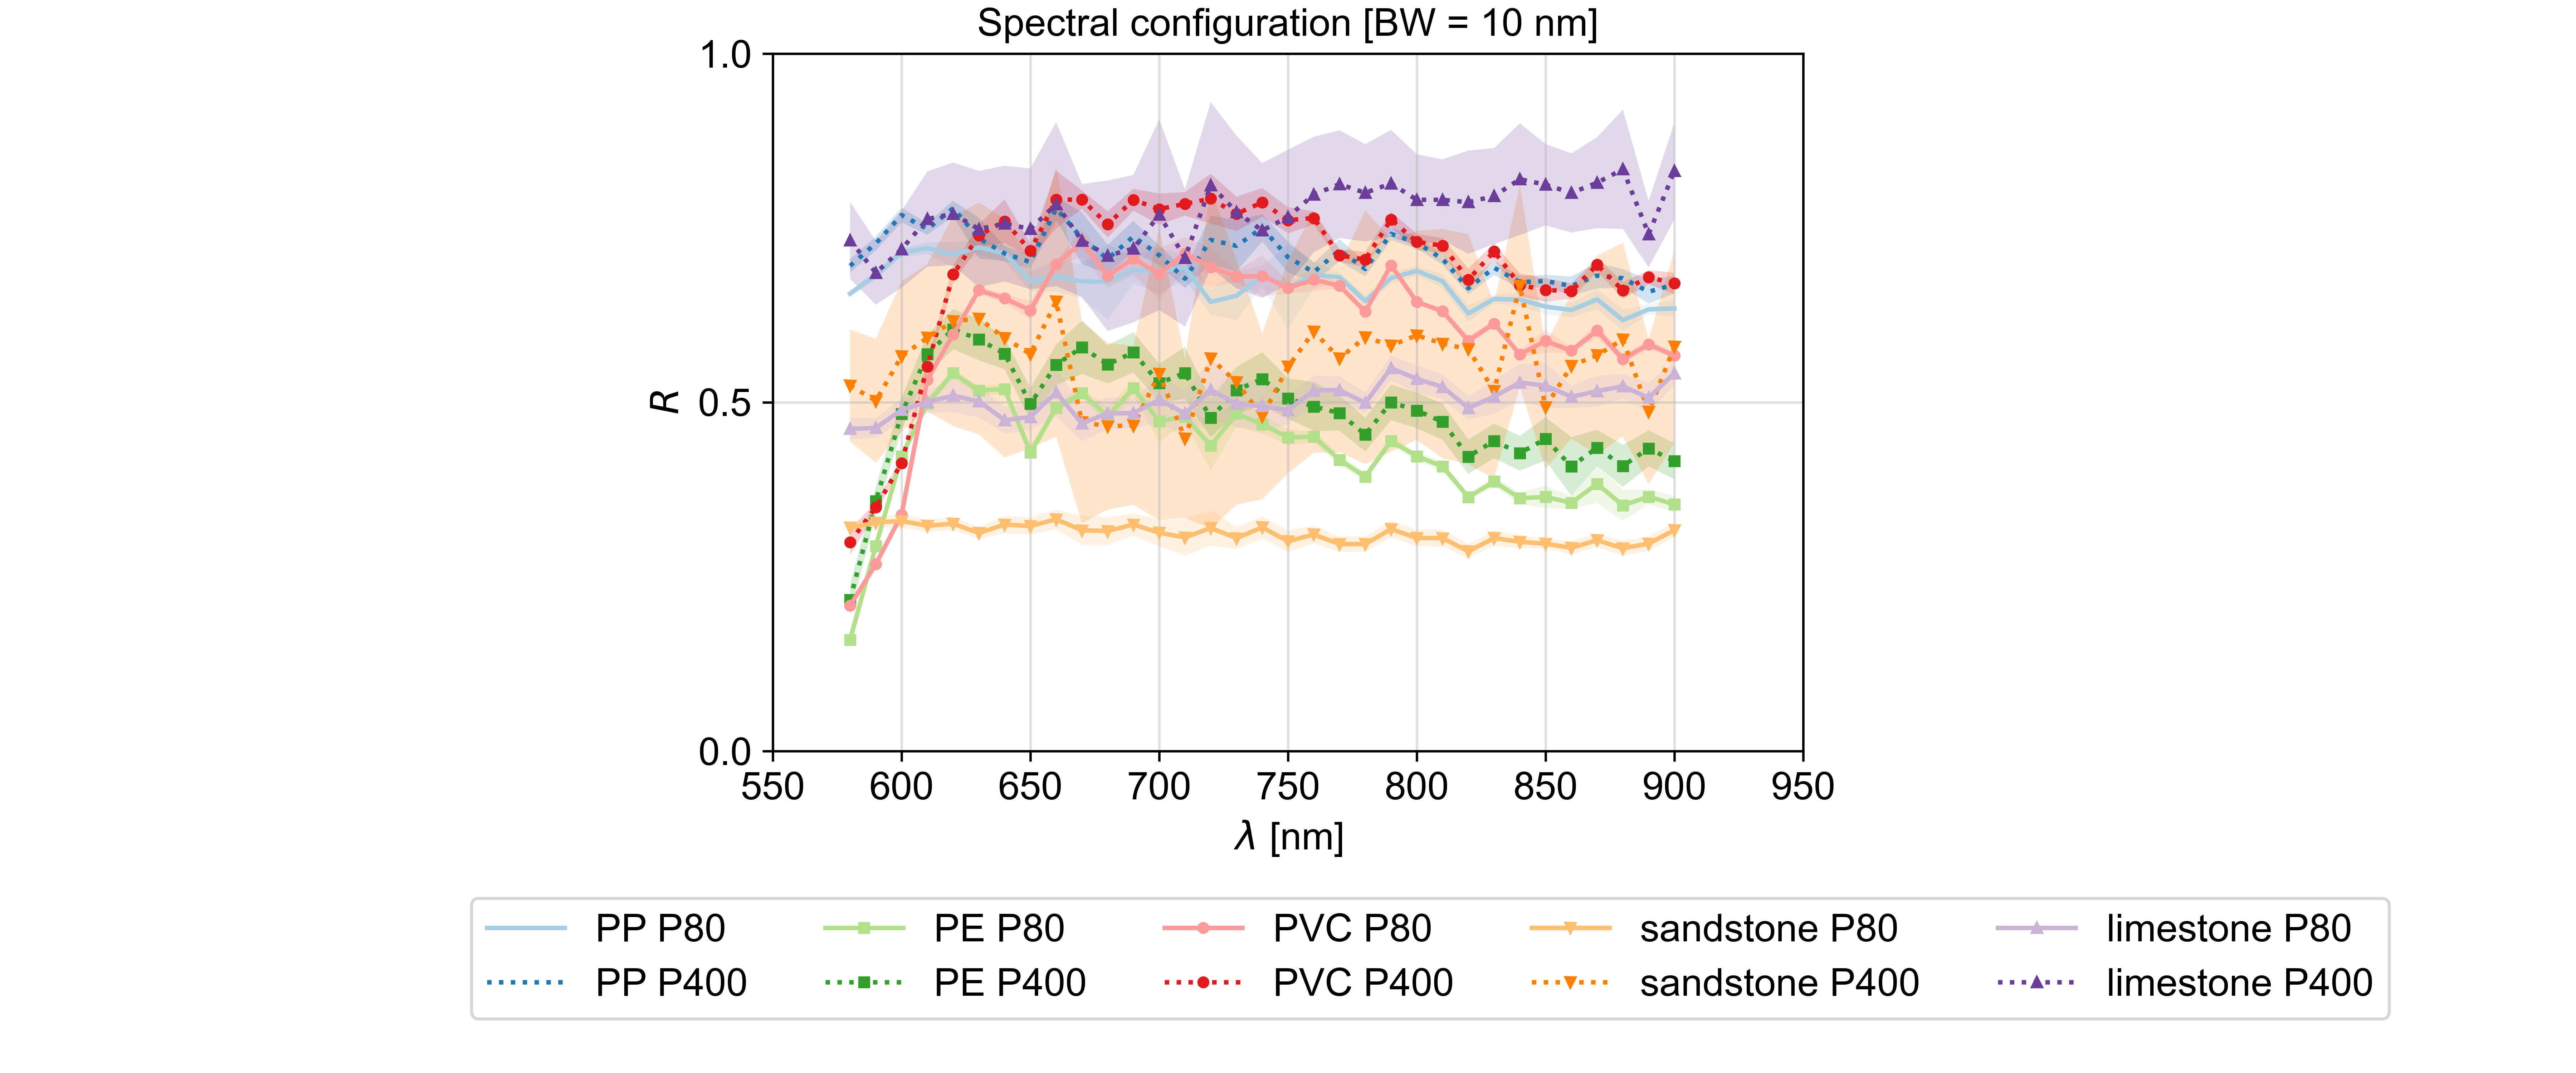 Spectral configuration [BW = 10 nm]
1.0
0.5
0.0
R
550 600 650 700 750 800 850 900 950
λ [nm]
PP P80 PE P80 PVC P80 sandstone P80 limestone P80
PP P400 PE P400 PVC P400 sandstone P400 limestone P400